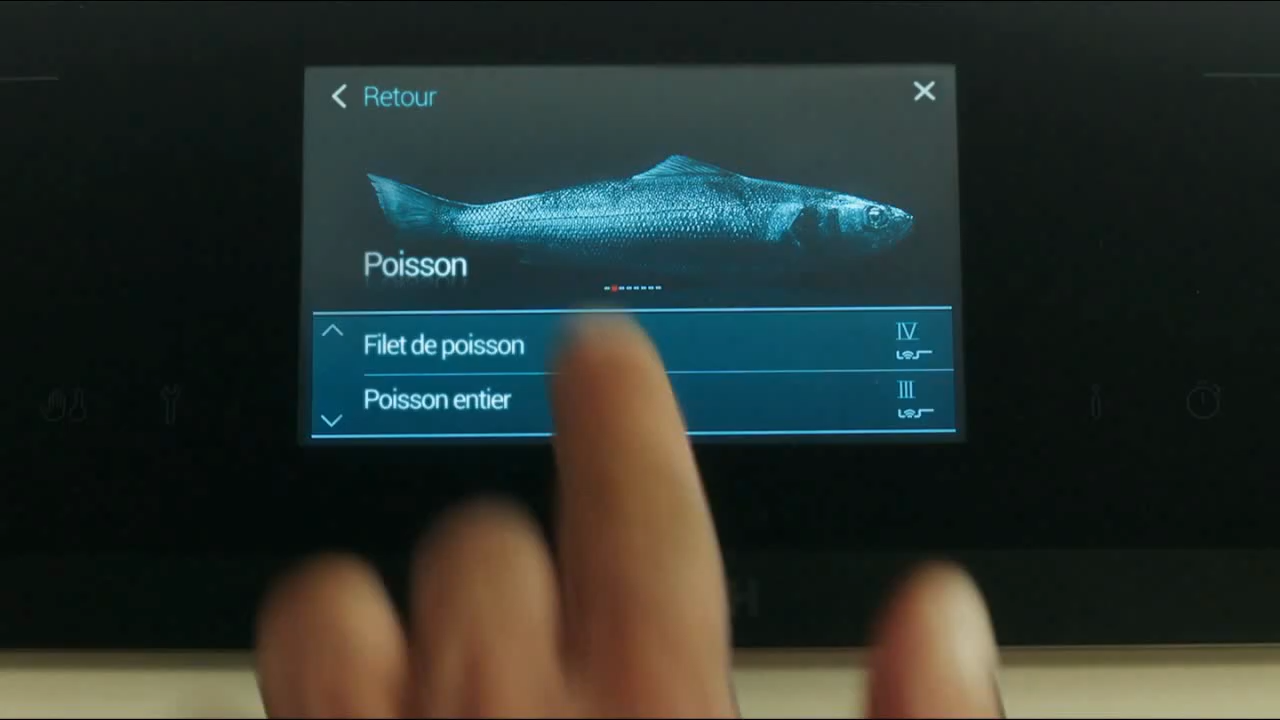 Retour
Poisson
Filet de poisson IV
Poisson entier III
H